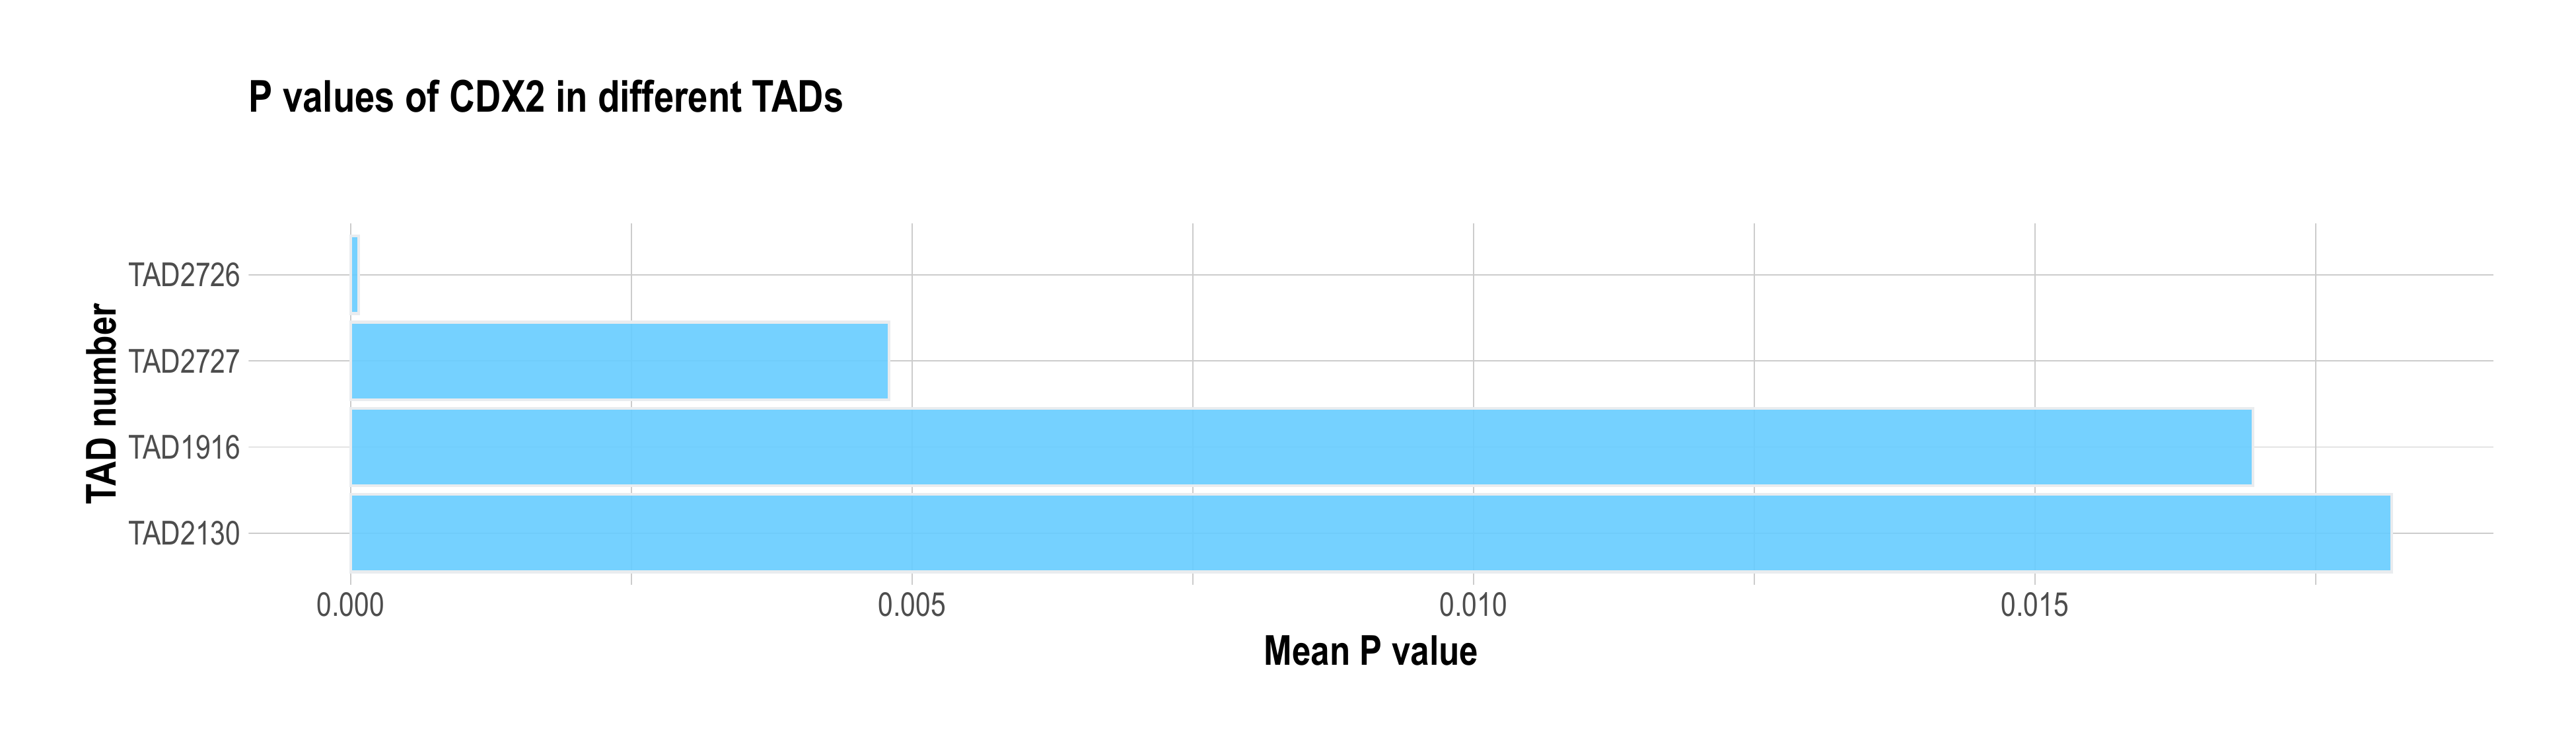 P values of CDX2 in different TADs
TAD number
TAD2726
TAD2727
TAD1916
TAD2130
0.000 0.005 0.010 0.015
Mean P value